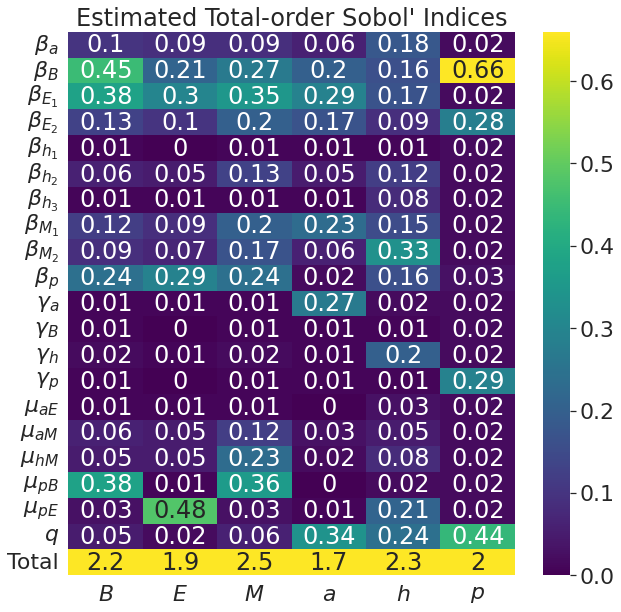 Estimated Total-order Sobol' Indices
βa 0.1 0.09 0.09 0.06 0.18 0.02
βB 0.45 0.21 0.27 0.2 0.16 0.66
βE1 0.38 0.3 0.35 0.29 0.17 0.02
βE2 0.13 0.1 0.2 0.17 0.09 0.28
βh1 0.01 0 0.01 0.01 0.01 0.02
βh2 0.06 0.05 0.13 0.05 0.12 0.02
βh3 0.01 0.01 0.01 0.01 0.08 0.02
βM1 0.12 0.09 0.2 0.23 0.15 0.02
βM2 0.09 0.07 0.17 0.06 0.33 0.02
βp 0.24 0.29 0.24 0.02 0.16 0.03
γa 0.01 0.01 0.01 0.27 0.02 0.02
γB 0.01 0 0.01 0.01 0.01 0.02
γh 0.02 0.01 0.02 0.01 0.2 0.02
γp 0.01 0 0.01 0.01 0.01 0.29
μaE 0.01 0.01 0.01 0 0.03 0.02
μaM 0.06 0.05 0.12 0.03 0.05 0.02
μhM 0.05 0.05 0.23 0.02 0.08 0.02
μpB 0.38 0.01 0.36 0 0.02 0.02
μpE 0.03 0.48 0.03 0.01 0.21 0.02
q 0.05 0.02 0.06 0.34 0.24 0.44
Total 2.2 1.9 2.5 1.7 2.3 2
B E M a h p
0.6
0.5
0.4
0.3
0.2
0.1
0.0